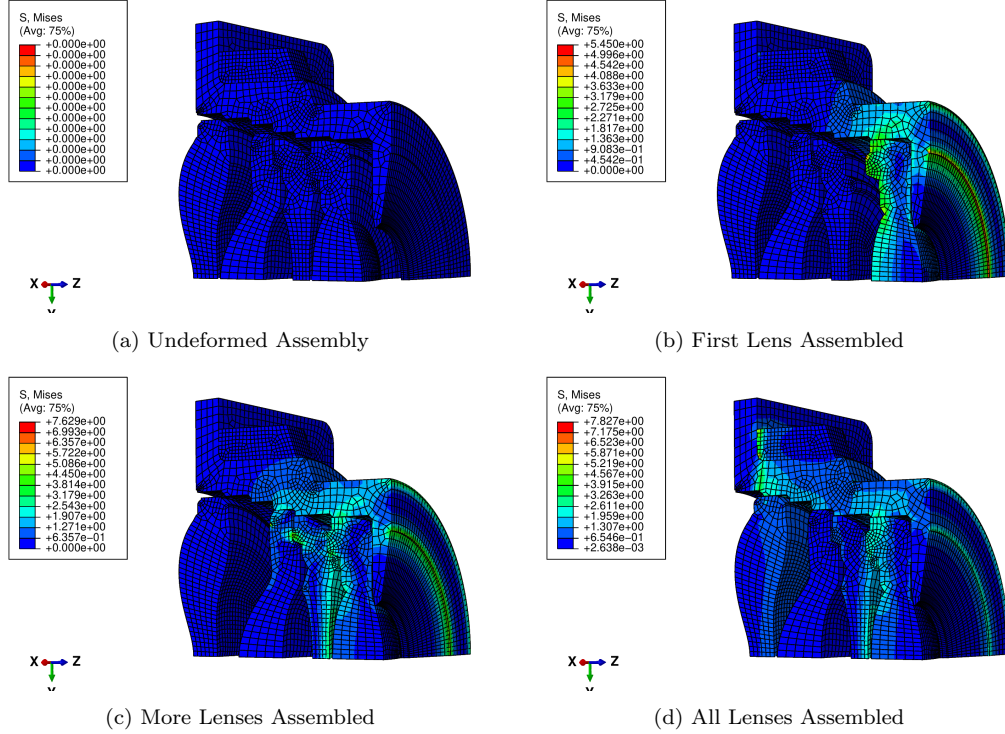 S, Mises
(Avg: 75%)
+0.000e+00
+0.000e+00
+0.000e+00
+0.000e+00
+0.000e+00
+0.000e+00
+0.000e+00
+0.000e+00
+0.000e+00
+0.000e+00
+0.000e+00
+0.000e+00
+0.000e+00
X
Z
Y
(a) Undeformed Assembly
S, Mises
(Avg: 75%)
+5.450e+00
+4.996e+00
+4.542e+00
+4.088e+00
+3.633e+00
+3.179e+00
+2.725e+00
+2.271e+00
+1.817e+00
+1.363e+00
+9.083e-01
+4.542e-01
+0.000e+00
X
Z
Y
(b) First Lens Assembled
S, Mises
(Avg: 75%)
+7.629e+00
+6.993e+00
+6.357e+00
+5.722e+00
+5.086e+00
+4.450e+00
+3.814e+00
+3.179e+00
+2.543e+00
+1.907e+00
+1.271e+00
+6.357e-01
+0.000e+00
X
Z
Y
(c) More Lenses Assembled
S, Mises
(Avg: 75%)
+7.827e+00
+7.175e+00
+6.523e+00
+5.871e+00
+5.219e+00
+4.567e+00
+3.915e+00
+3.263e+00
+2.611e+00
+1.959e+00
+1.307e+00
+6.546e-01
+2.638e-03
X
Z
Y
(d) All Lenses Assembled